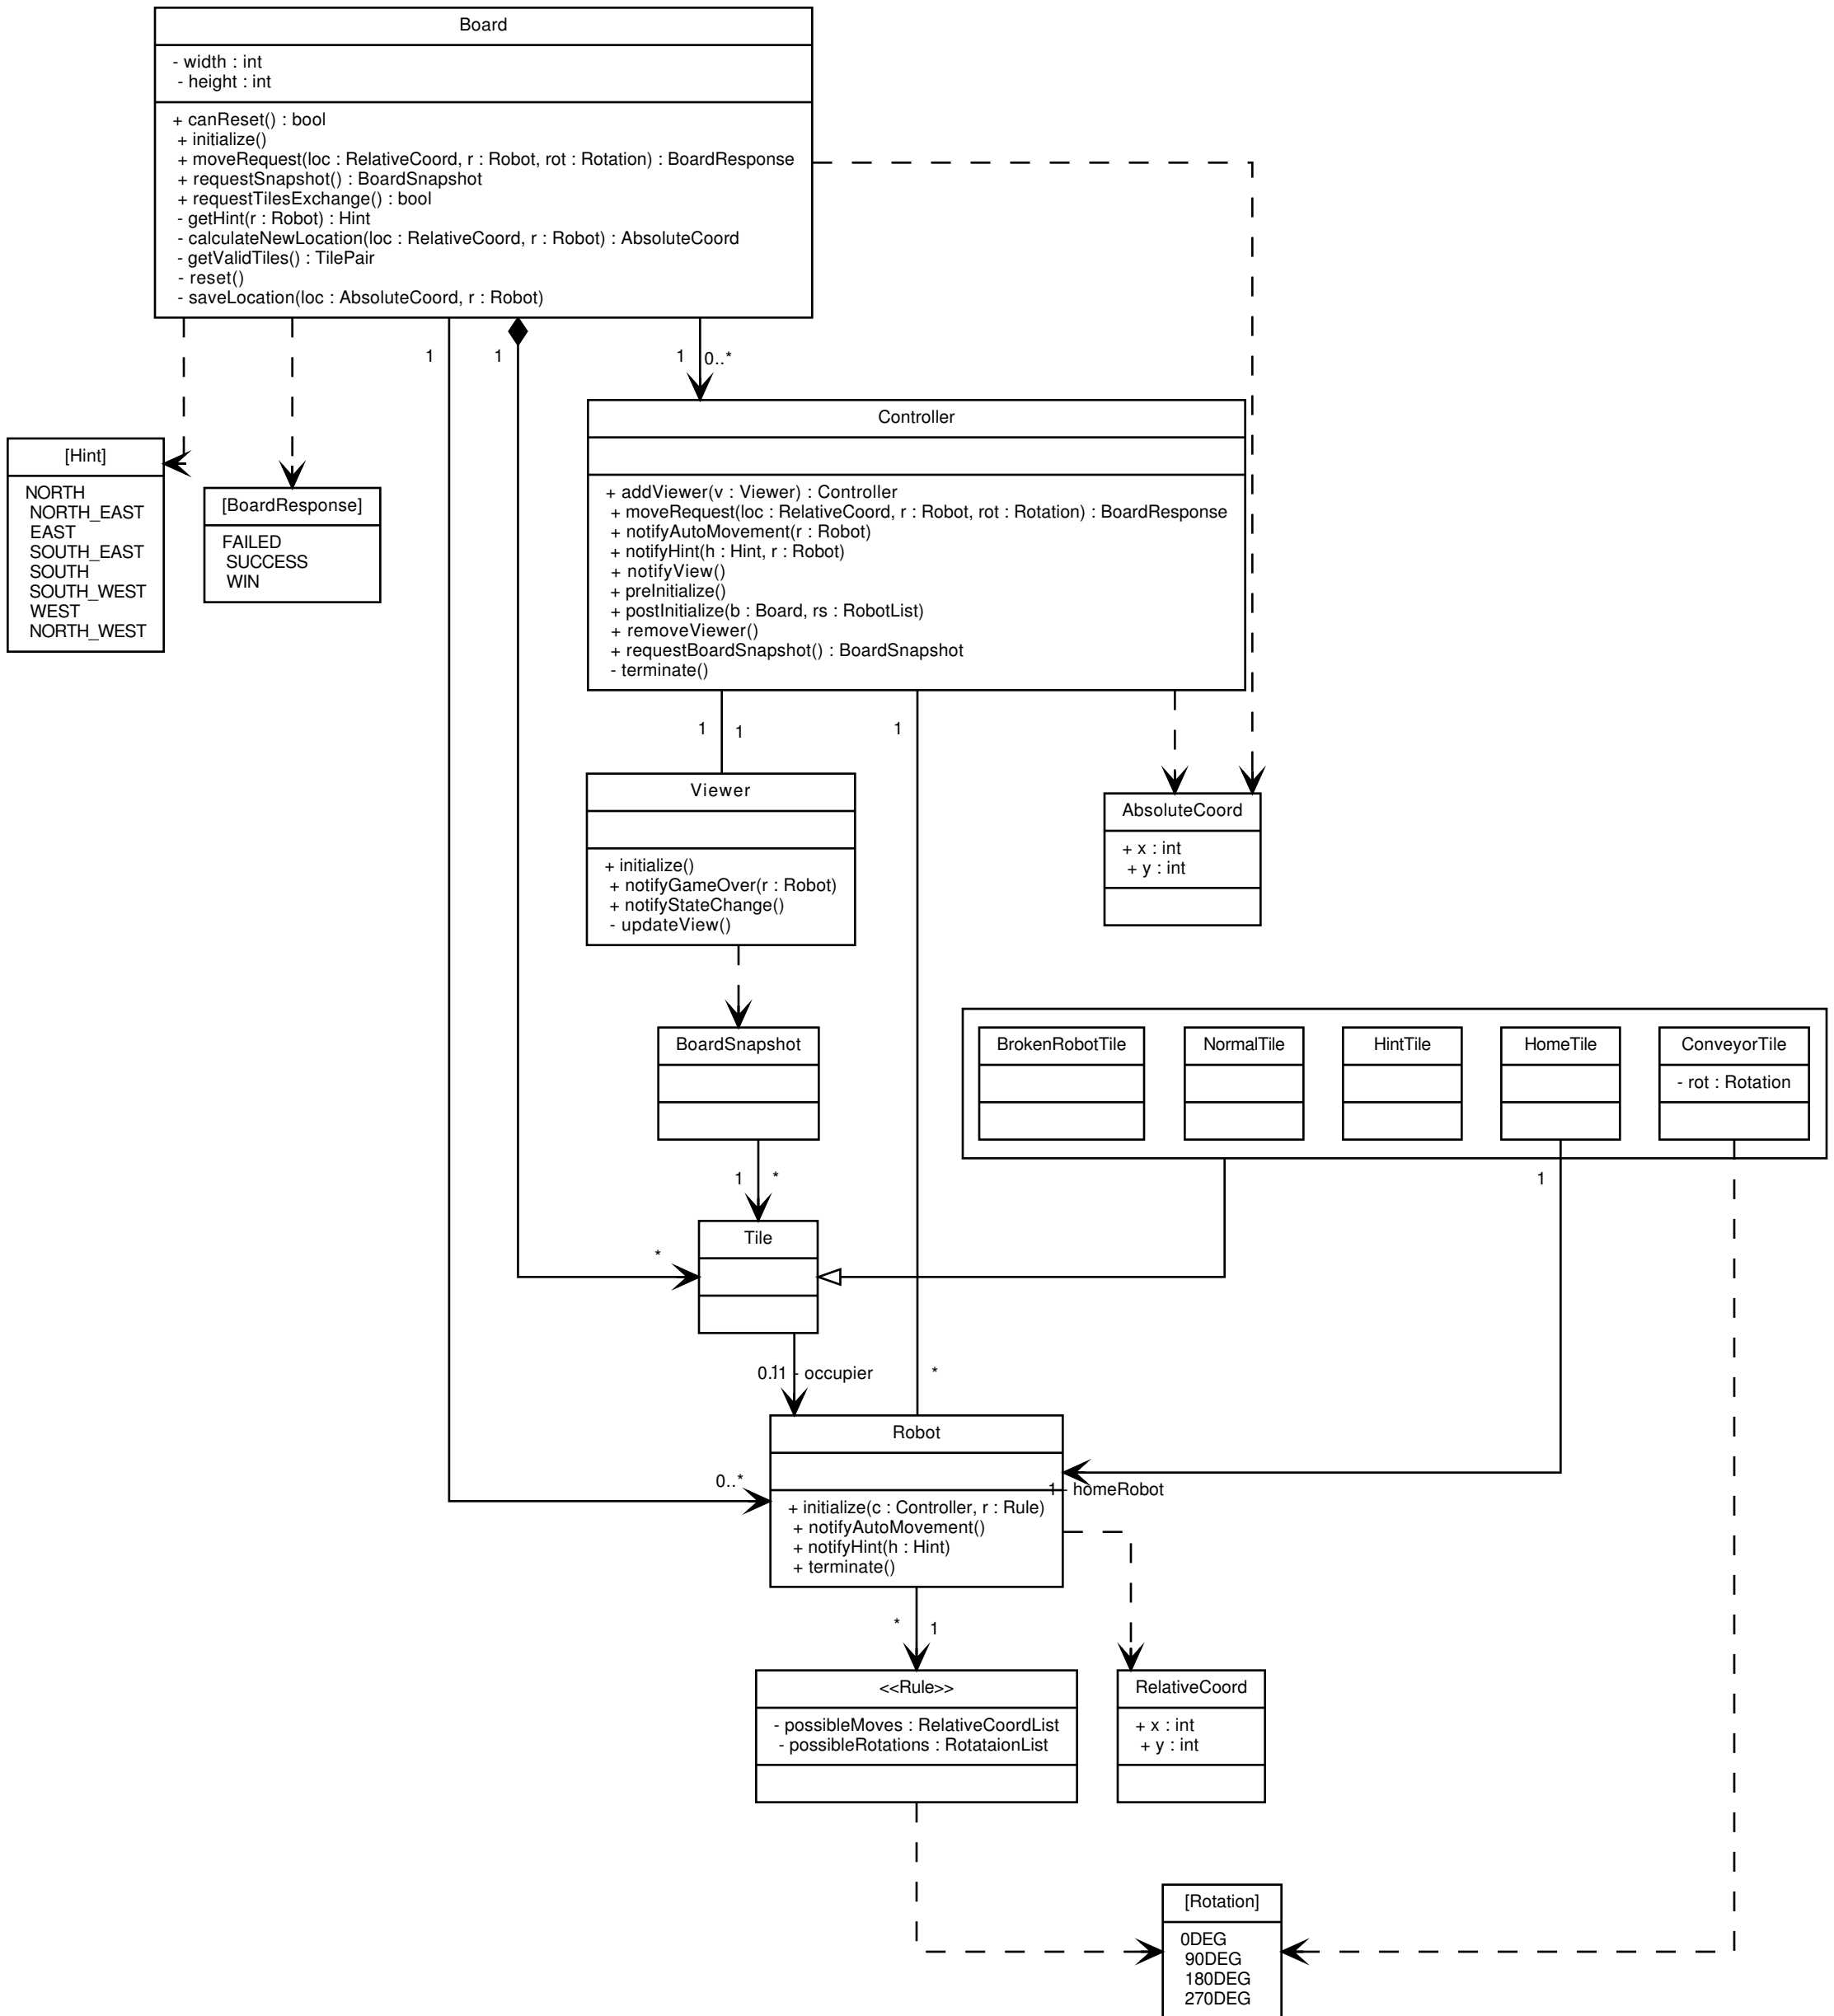 Board
- width : int
- height : int
+ canReset() : bool
+ initialize()
+ moveRequest(loc : RelativeCoord, r : Robot, rot : Rotation) : BoardResponse
+ requestSnapshot() : BoardSnapshot
+ requestTilesExchange() : bool
- getHint(r : Robot) : Hint
- calculateNewLocation(loc : RelativeCoord, r : Robot) : AbsoluteCoord
- getValidTiles() : TilePair
- reset()
- saveLocation(loc : AbsoluteCoord, r : Robot)
1
1
1
0..*
[Hint]
NORTH
NORTH_EAST
EAST
SOUTH_EAST
SOUTH
SOUTH_WEST
WEST
NORTH_WEST
[BoardResponse]
FAILED
SUCCESS
WIN
Controller
+ addViewer(v : Viewer) : Controller
+ moveRequest(loc : RelativeCoord, r : Robot, rot : Rotation) : BoardResponse
+ notifyAutoMovement(r : Robot)
+ notifyHint(h : Hint, r : Robot)
+ notifyView()
+ preInitialize()
+ postInitialize(b : Board, rs : RobotList)
+ removeViewer()
+ requestBoardSnapshot() : BoardSnapshot
- terminate()
1
1
1
Viewer
+ initialize()
+ notifyGameOver(r : Robot)
+ notifyStateChange()
- updateView()
AbsoluteCoord
+ x : int
+ y : int
BoardSnapshot
BrokenRobotTile
NormalTile
HintTile
HomeTile
ConveyorTile
- rot : Rotation
1
*
1
Tile
*
0..1
1
- occupier
*
Robot
+ initialize(c : Controller, r : Rule)
+ notifyAutoMovement()
+ notifyHint(h : Hint)
+ terminate()
0..*
1 - homeRobot
*
1
<<Rule>>
- possibleMoves : RelativeCoordList
- possibleRotations : RotataionList
RelativeCoord
+ x : int
+ y : int
[Rotation]
0DEG
90DEG
180DEG
270DEG